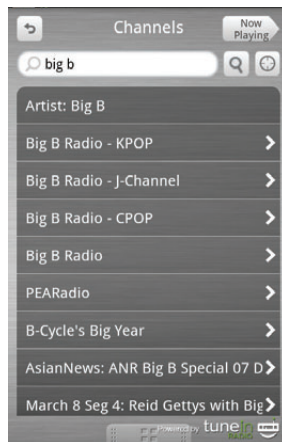 Channels
Now
Playing
big b
Artist: Big B
Big B Radio - KPOP
Big B Radio - J-Channel
Big B Radio - CPOP
Big B Radio
PEARadio
B-Cycle's Big Year
AsianNews: ANR Big B Special 07 D
March 8 Seg 4: Reid Gettys with Big
Powered by tunein
RADIO